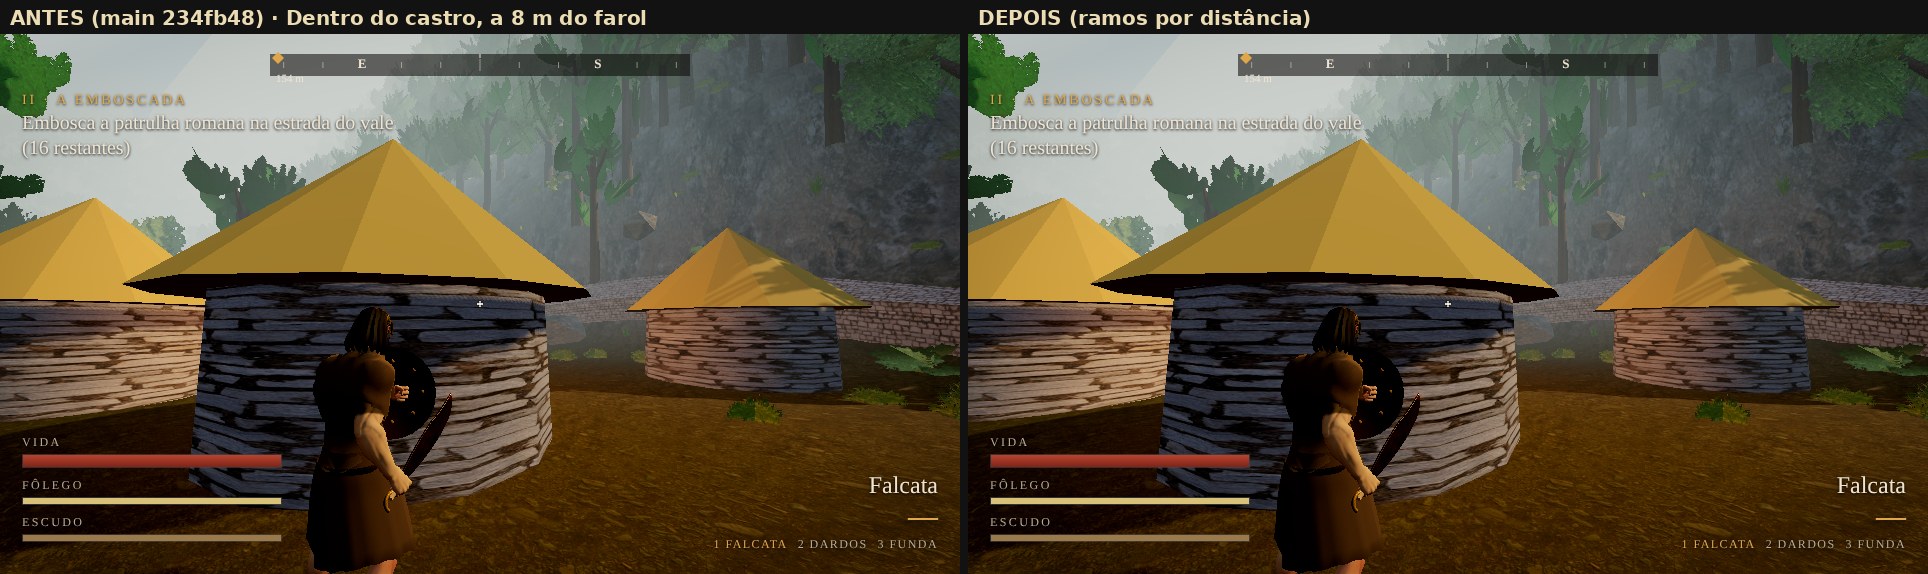 ANTES (main 234fb48) · Dentro do castro, a 8 m do farol
E S
154 m
II · A EMBOSCADA
Embosca a patrulha romana na estrada do vale
(16 restantes)
VIDA
FÔLEGO
ESCUDO
Falcata
1 FALCATA 2 DARDOS 3 FUNDA
DEPOIS (ramos por distância)
E S
154 m
II · A EMBOSCADA
Embosca a patrulha romana na estrada do vale
(16 restantes)
VIDA
FÔLEGO
ESCUDO
Falcata
1 FALCATA 2 DARDOS 3 FUNDA